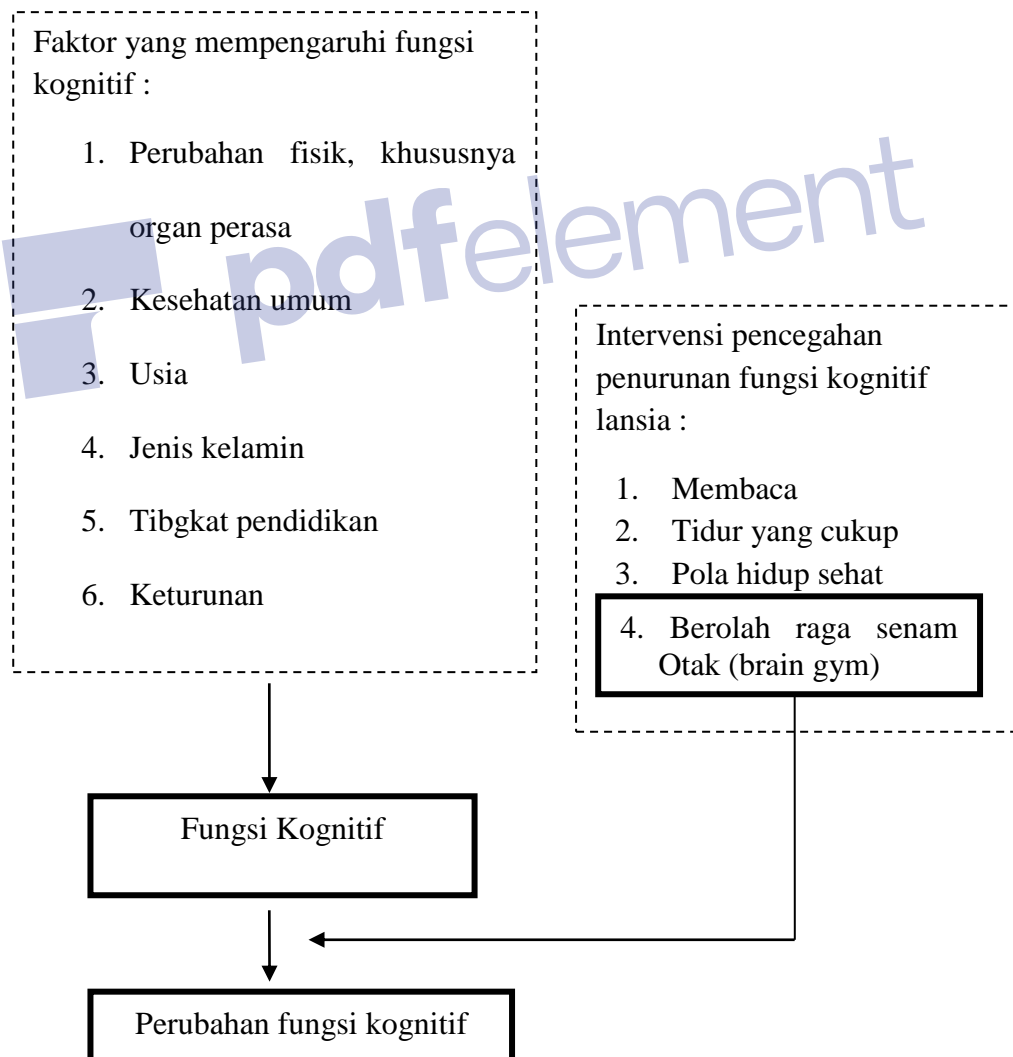 Faktor yang mempengaruhi fungsi
kognitif :
1. Perubahan fisik, khususnya
organ perasa
2. Kesehatan umum
3. Usia
4. Jenis kelamin
5. Tibgkat pendidikan
6. Keturunan
pdfelement
Intervensi pencegahan
penurunan fungsi kognitif
lansia :
1. Membaca
2. Tidur yang cukup
3. Pola hidup sehat
4. Berolah raga senam
Otak (brain gym)
Fungsi Kognitif
Perubahan fungsi kognitif